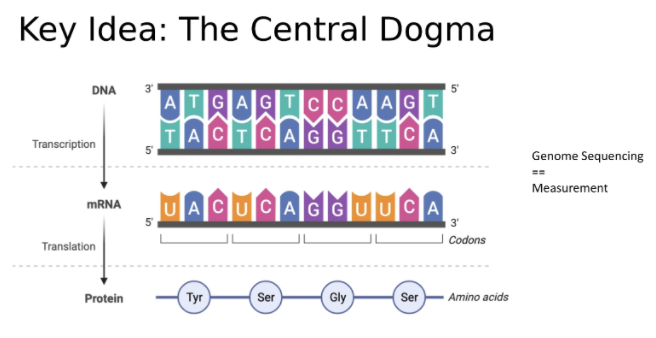 Key Idea: The Central Dogma
DNA
3' A T G A G T C C A A G T 5'
Transcription
5' T A C T C A G G T T C A 3'
Genome Sequencing
==
Measurement
mRNA
5' U A C U C A G G U U C A 3'
Codons
Translation
Protein
Tyr Ser Gly Ser Amino acids